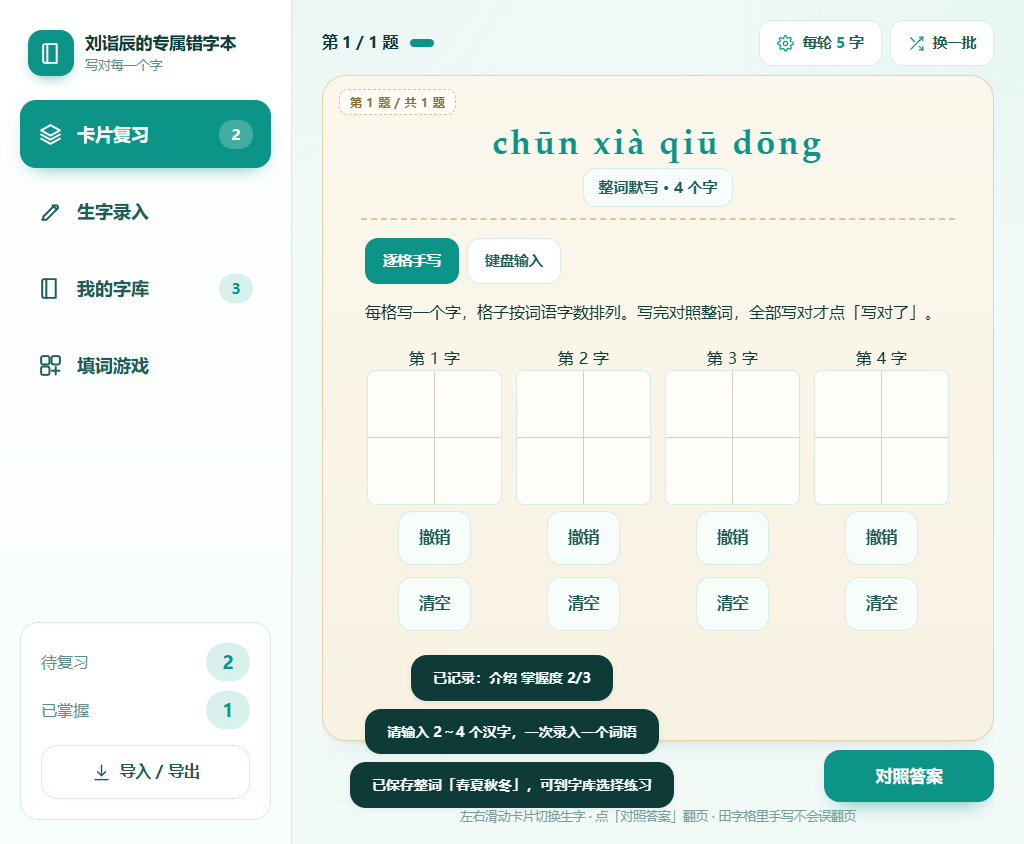 刘诣辰的专属错字本
写对每一个字
卡片复习 2
生字录入
我的字库 3
填词游戏
待复习 2
已掌握 1
导入 / 导出
第 1 / 1 题
每轮 5 字
换一批
第 1 题 / 共 1 题
chūn xià qiū dōng
整词默写 • 4 个字
逐格手写
键盘输入
每格写一个字，格子按词语字数排列。写完对照整词，全部写对才点「写对了」。
第 1 字 第 2 字 第 3 字 第 4 字
撤销 撤销 撤销 撤销
清空 清空 清空 清空
已记录：介绍 掌握度 2/3
请输入 2～4 个汉字，一次录入一个词语
已保存整词「春夏秋冬」，可到字库选择练习
对照答案
左右滑动卡片切换生字 · 点「对照答案」翻页 · 田字格里手写不会误翻页